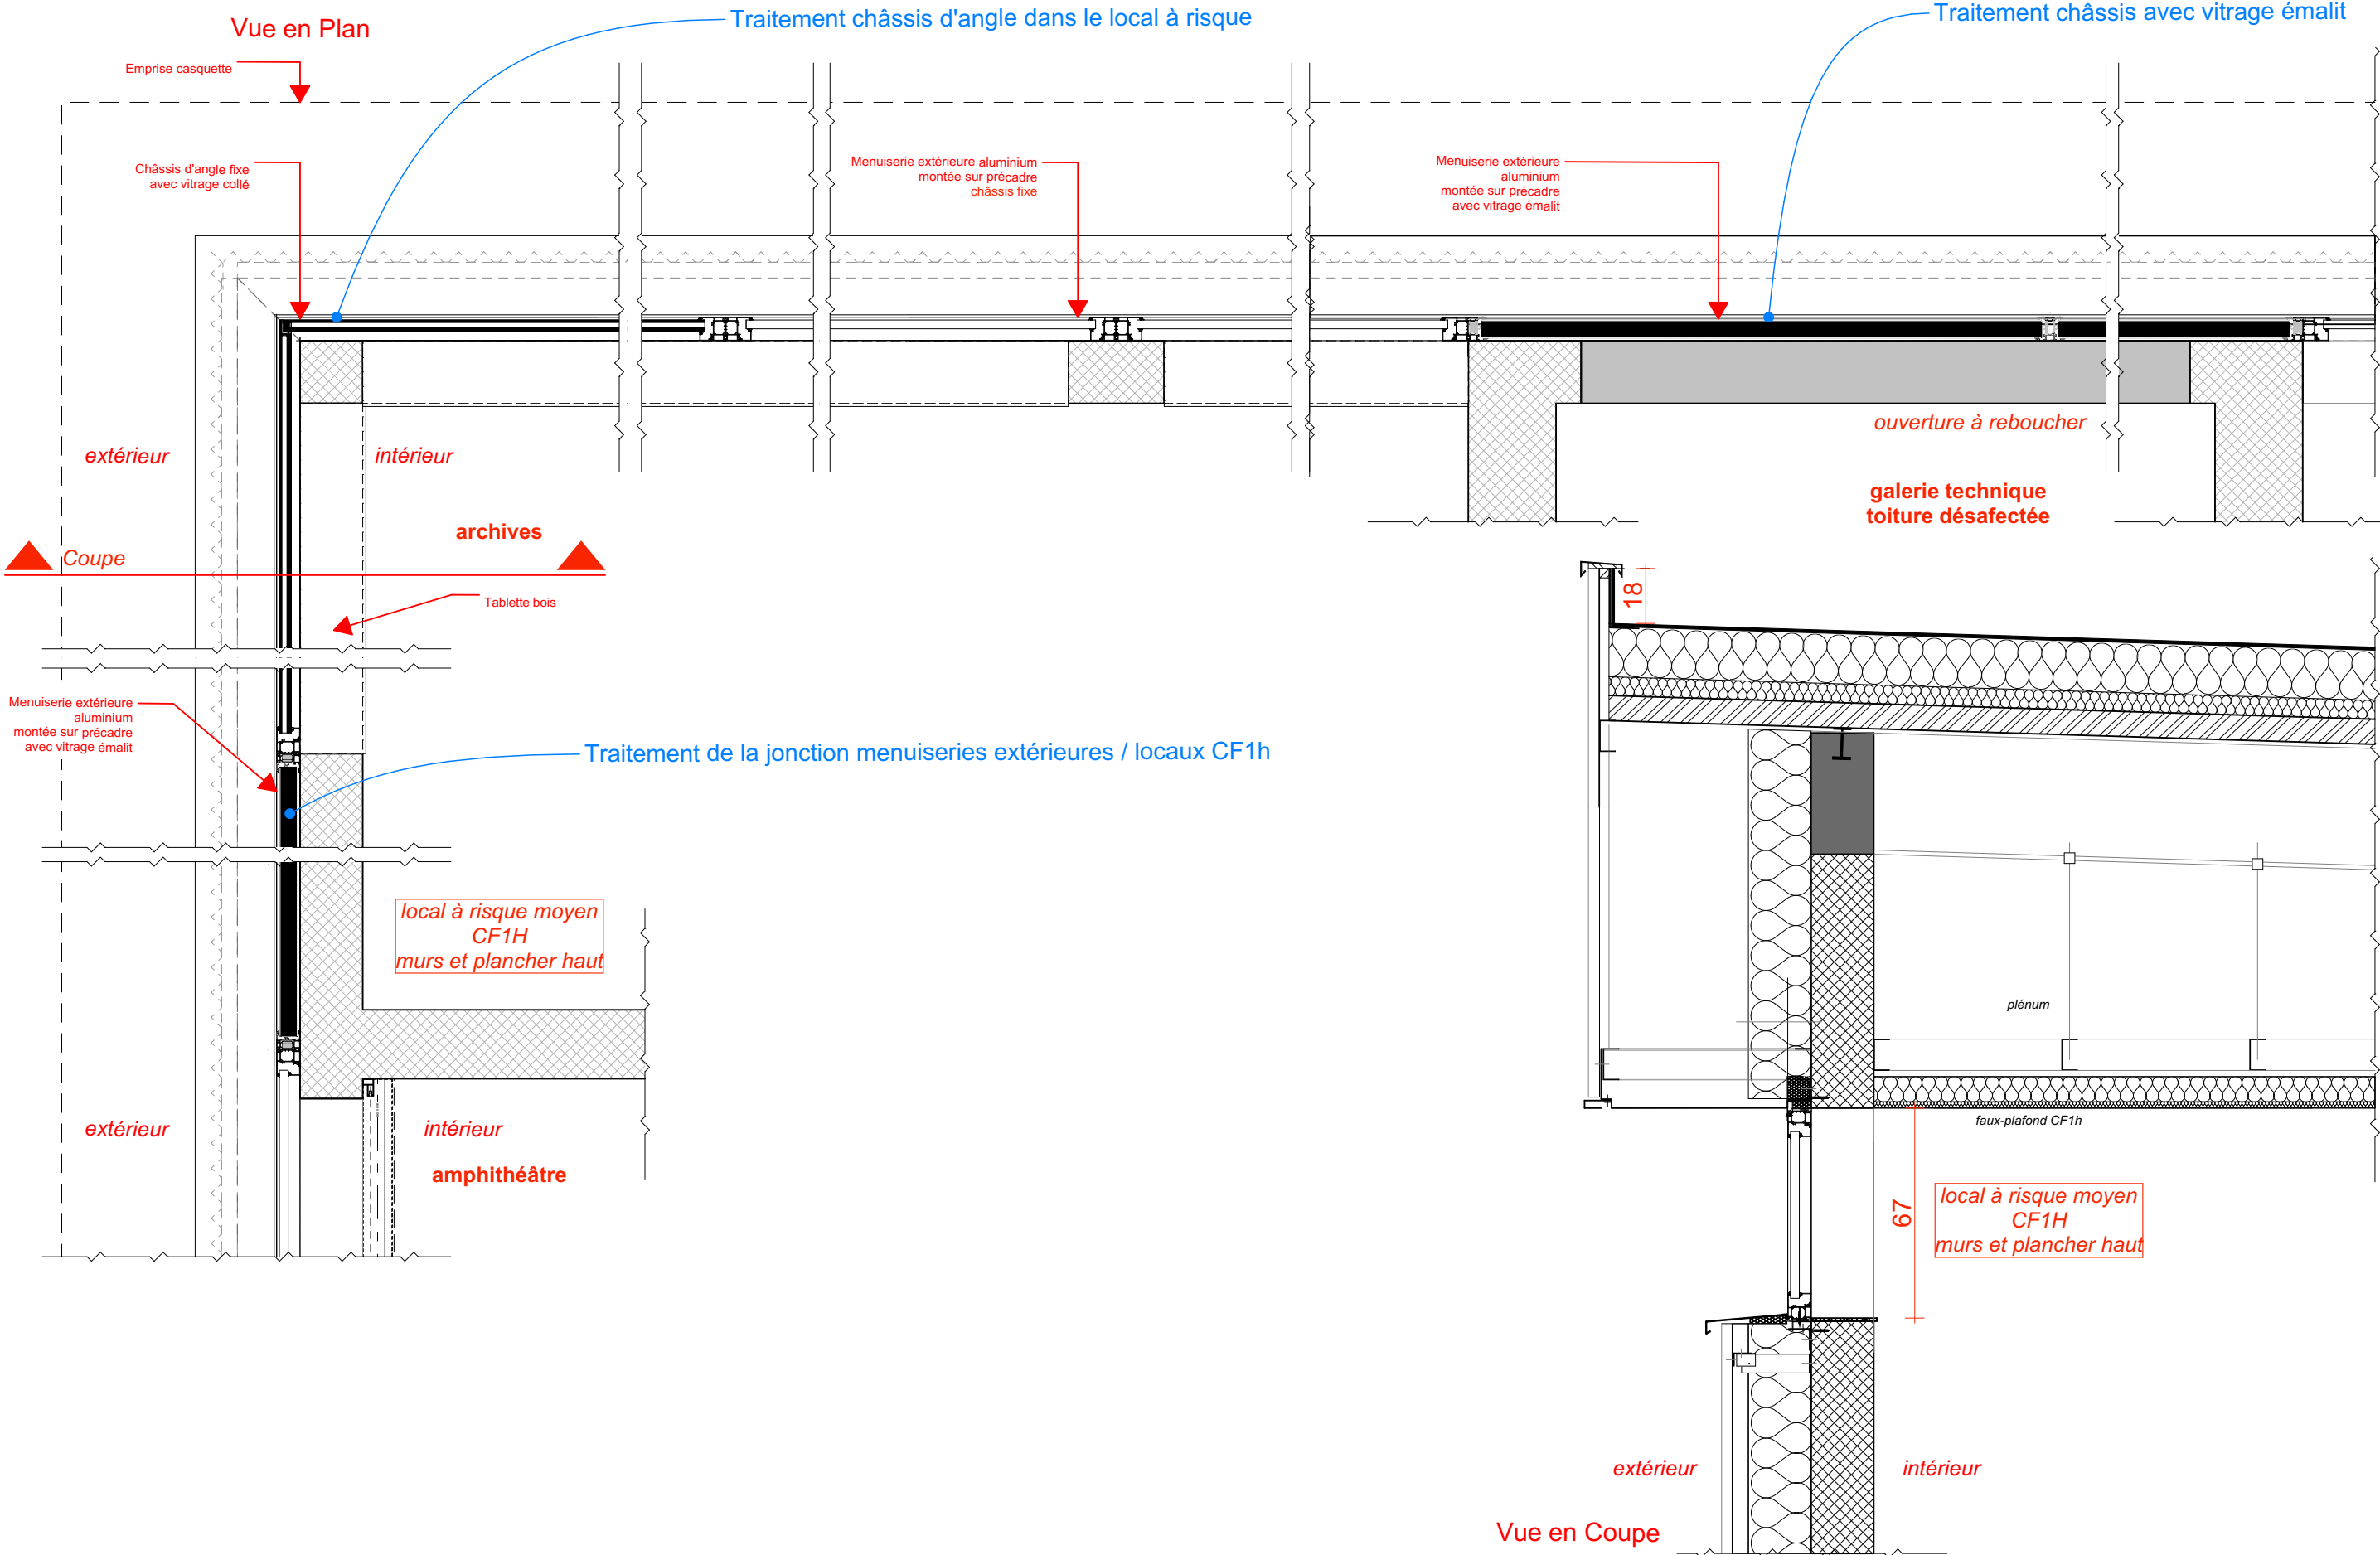 Vue en Plan
Traitement châssis d'angle dans le local à risque
Traitement châssis avec vitrage émalit
Emprise casquette
Châssis d'angle fixe
avec vitrage collé
Menuiserie extérieure aluminium
montée sur précadre
châssis fixe
Menuiserie extérieure
aluminium
montée sur précadre
avec vitrage émalit
extérieur
intérieur
ouverture à reboucher
galerie technique
toiture désafectée
archives
Coupe
Tablette bois
18
Menuiserie extérieure
aluminium
montée sur précadre
avec vitrage émalit
Traitement de la jonction menuiseries extérieures / locaux CF1h
local à risque moyen
CF1H
murs et plancher haut
plénum
faux-plafond CF1h
extérieur
intérieur
amphithéâtre
67
local à risque moyen
CF1H
murs et plancher haut
extérieur
intérieur
Vue en Coupe